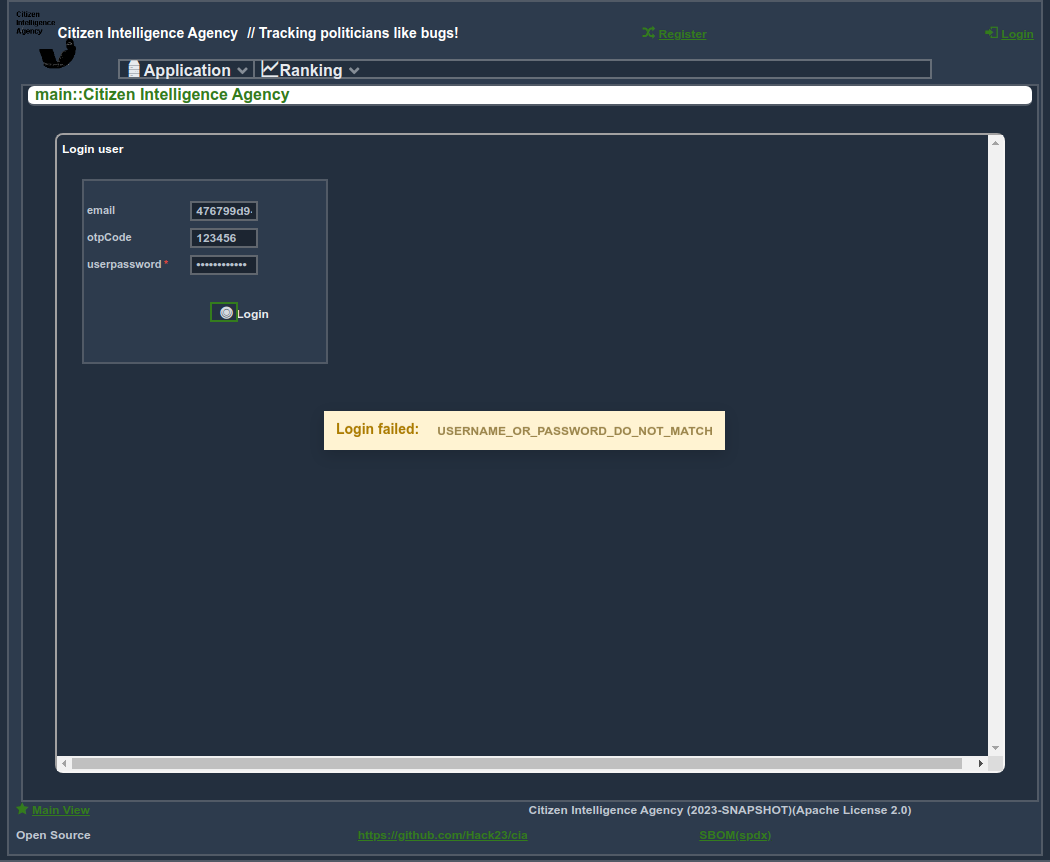 Citizen
Intelligence
Agency
Citizen Intelligence Agency // Tracking politicians like bugs!
Register
Login
Application
Ranking
main::Citizen Intelligence Agency
Login user
email 476799d9
otpCode 123456
userpassword * ••••••••••••
Login
Login failed: USERNAME_OR_PASSWORD_DO_NOT_MATCH
Main View
Citizen Intelligence Agency (2023-SNAPSHOT)(Apache License 2.0)
Open Source
https://github.com/Hack23/cia
SBOM(spdx)